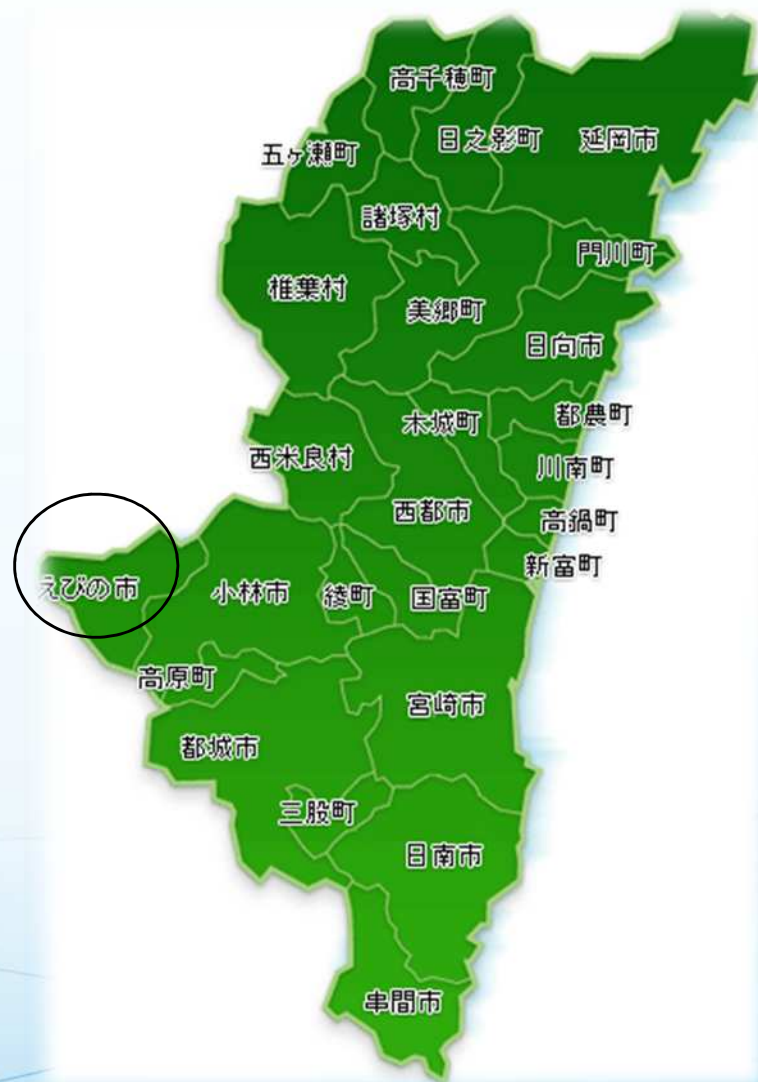 高千穂町
日之影町
延岡市
五ヶ瀬町
諸塚村
門川町
椎葉村
美郷町
日向市
木城町
都農町
西米良村
川南町
西都市
高鍋町
新富町
えびの市
小林市
綾町
国富町
高原町
宮崎市
都城市
三股町
日南市
串間市